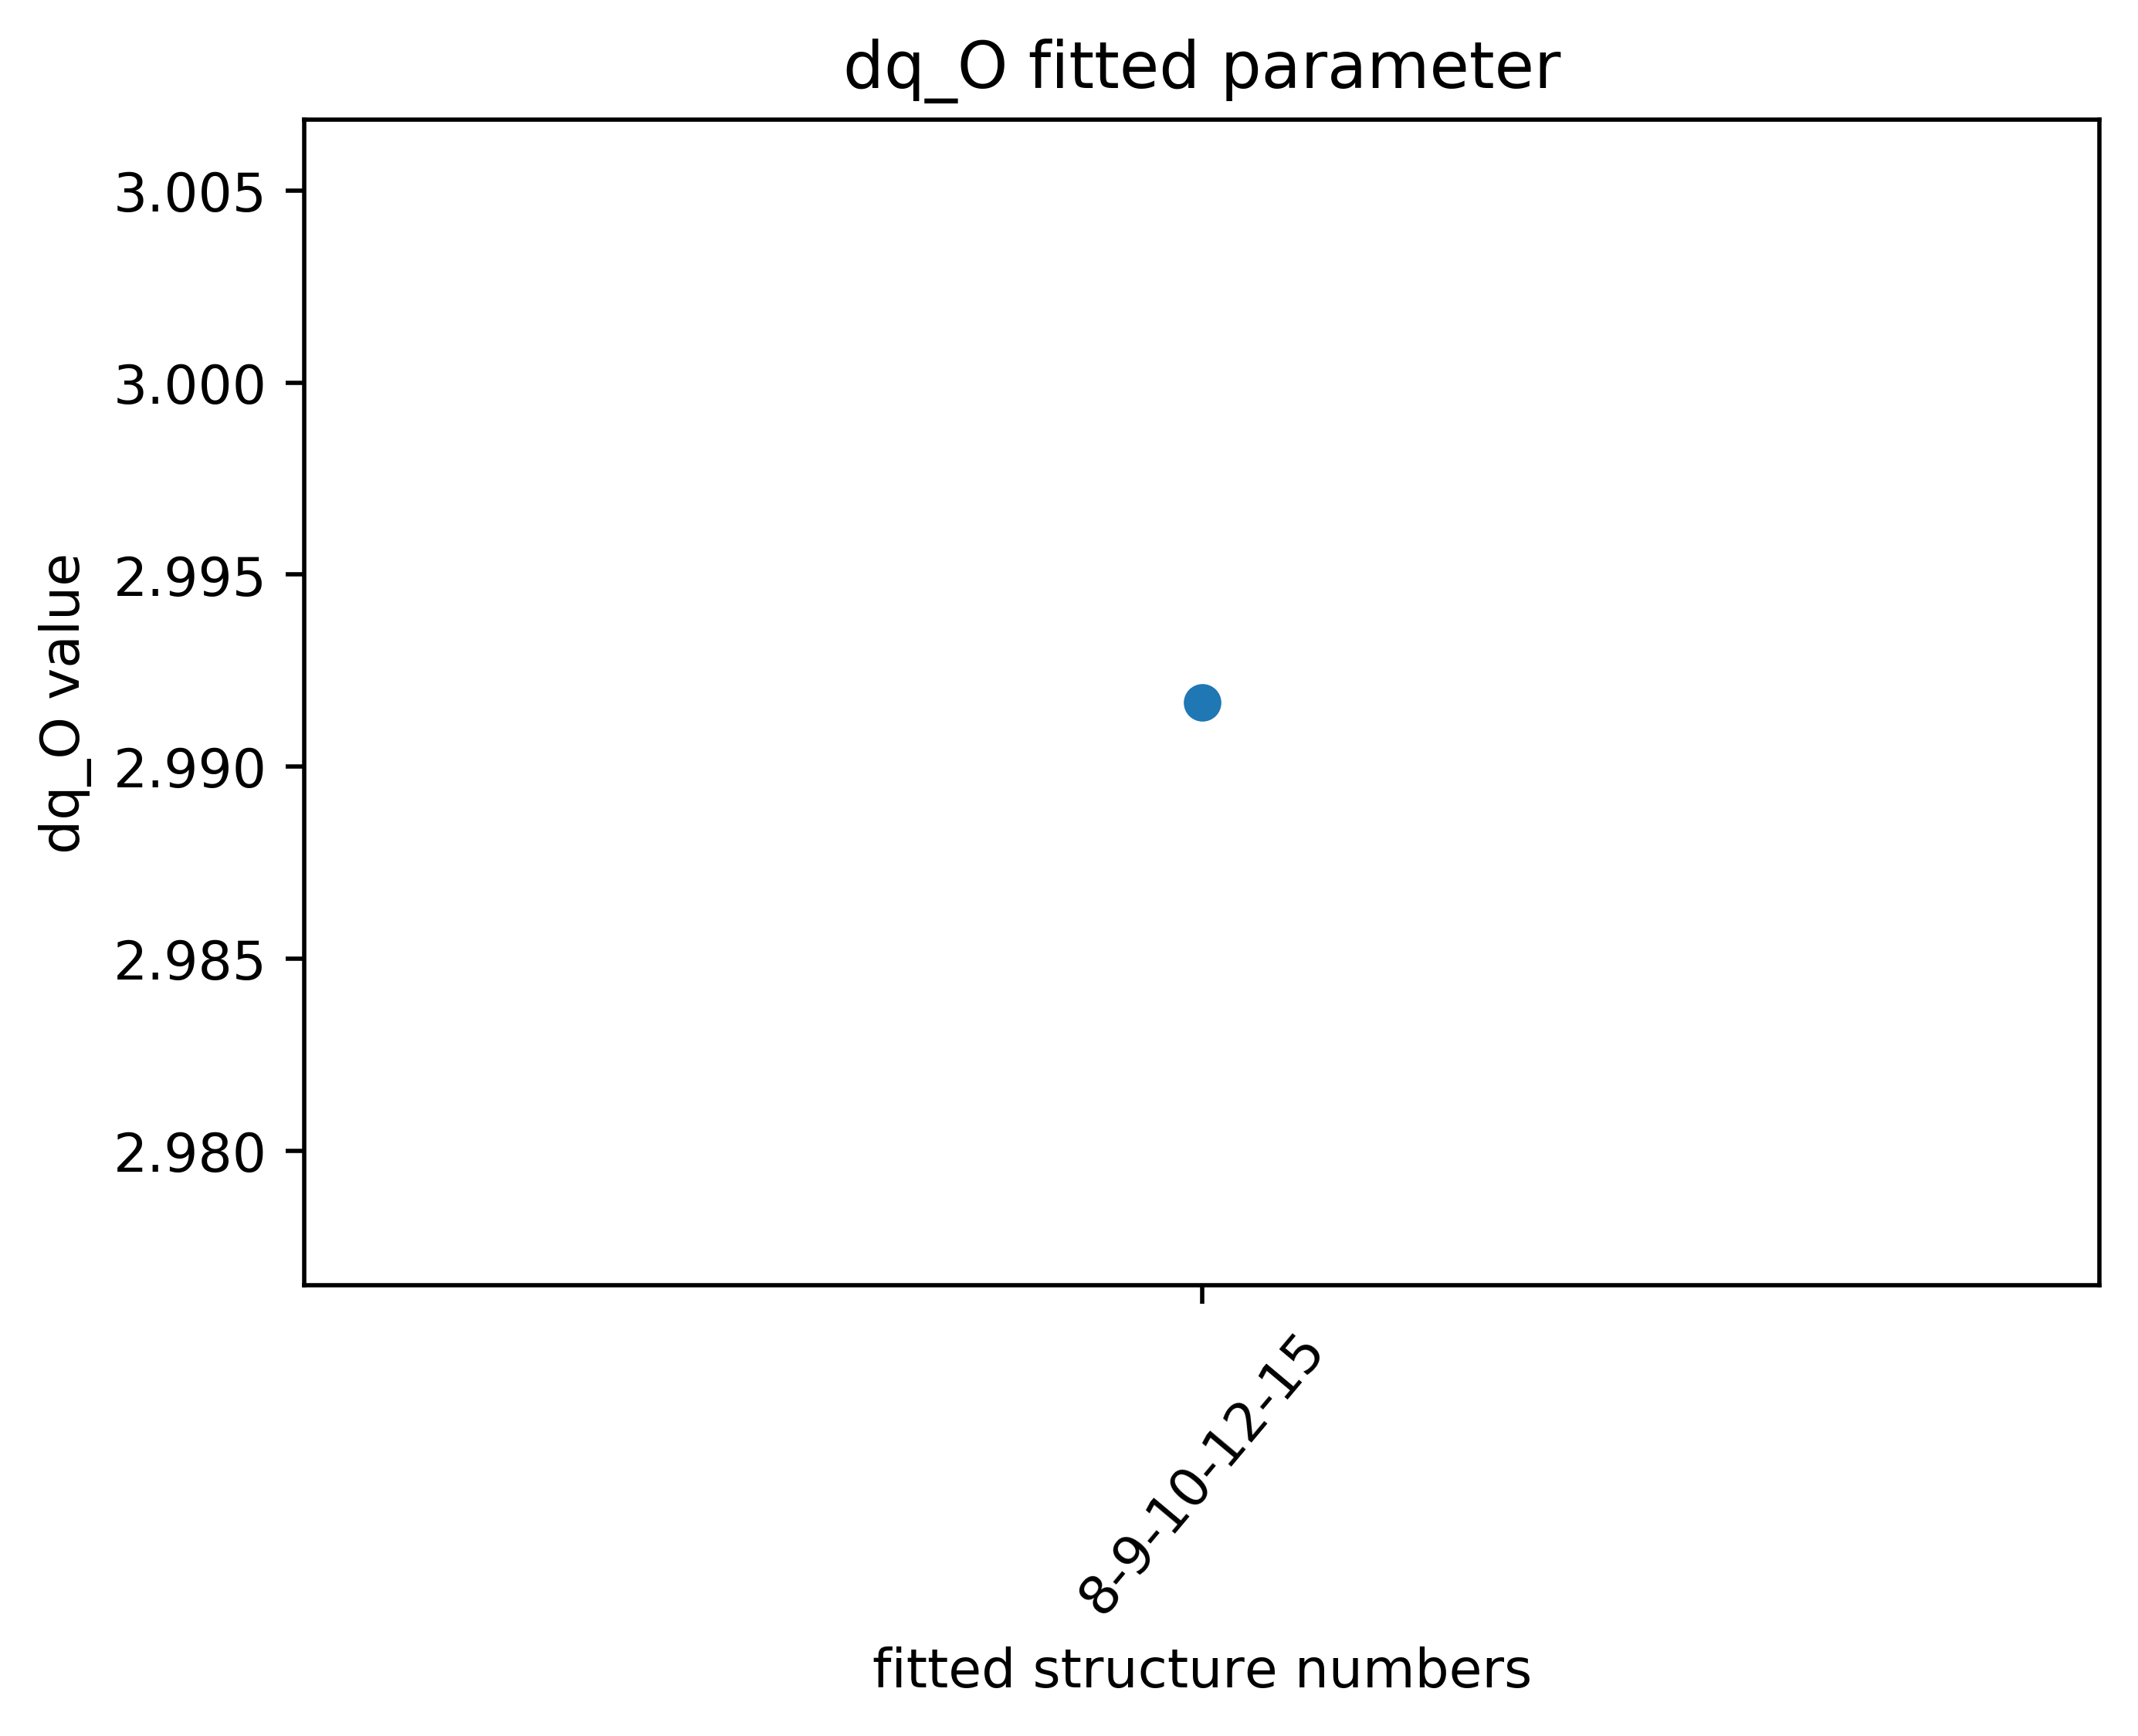 dq_O fitted parameter
dq_O value
3.005
3.000
2.995
2.990
2.985
2.980
8-9-10-12-15
fitted structure numbers